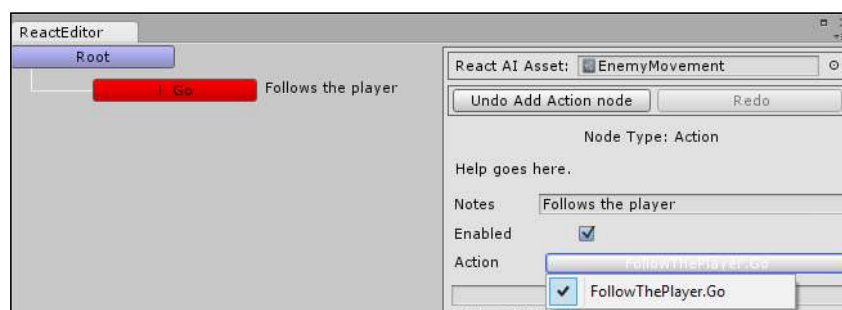 ReactEditor
Root
! Go Follows the player
React AI Asset: EnemyMovement
Undo Add Action node Redo
Node Type: Action
Help goes here.
Notes Follows the player
Enabled
Action FollowThePlayer.Go
FollowThePlayer.Go